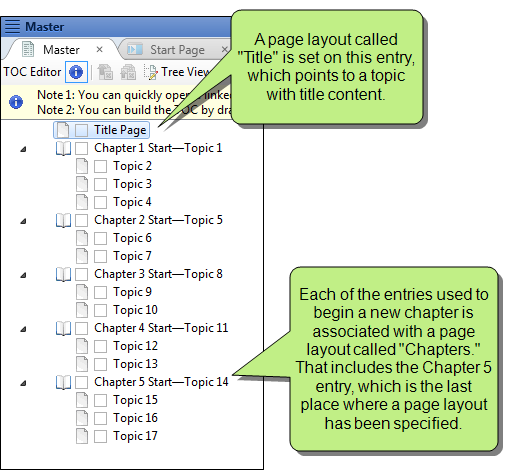 Master
Master ×
Start Page ×
TOC Editor
Tree View
Note 1: You can quickly open
Note 2: You can build the TOC by
Title Page
Chapter 1 Start—Topic 1
Topic 2
Topic 3
Topic 4
Chapter 2 Start—Topic 5
Topic 6
Topic 7
Chapter 3 Start—Topic 8
Topic 9
Topic 10
Chapter 4 Start—Topic 11
Topic 12
Topic 13
Chapter 5 Start—Topic 14
Topic 15
Topic 16
Topic 17
A page layout called
"Title" is set on this entry,
which points to a topic
with title content.
Each of the entries used to
begin a new chapter is
associated with a page
layout called "Chapters."
That includes the Chapter 5
entry, which is the last
place where a page layout
has been specified.